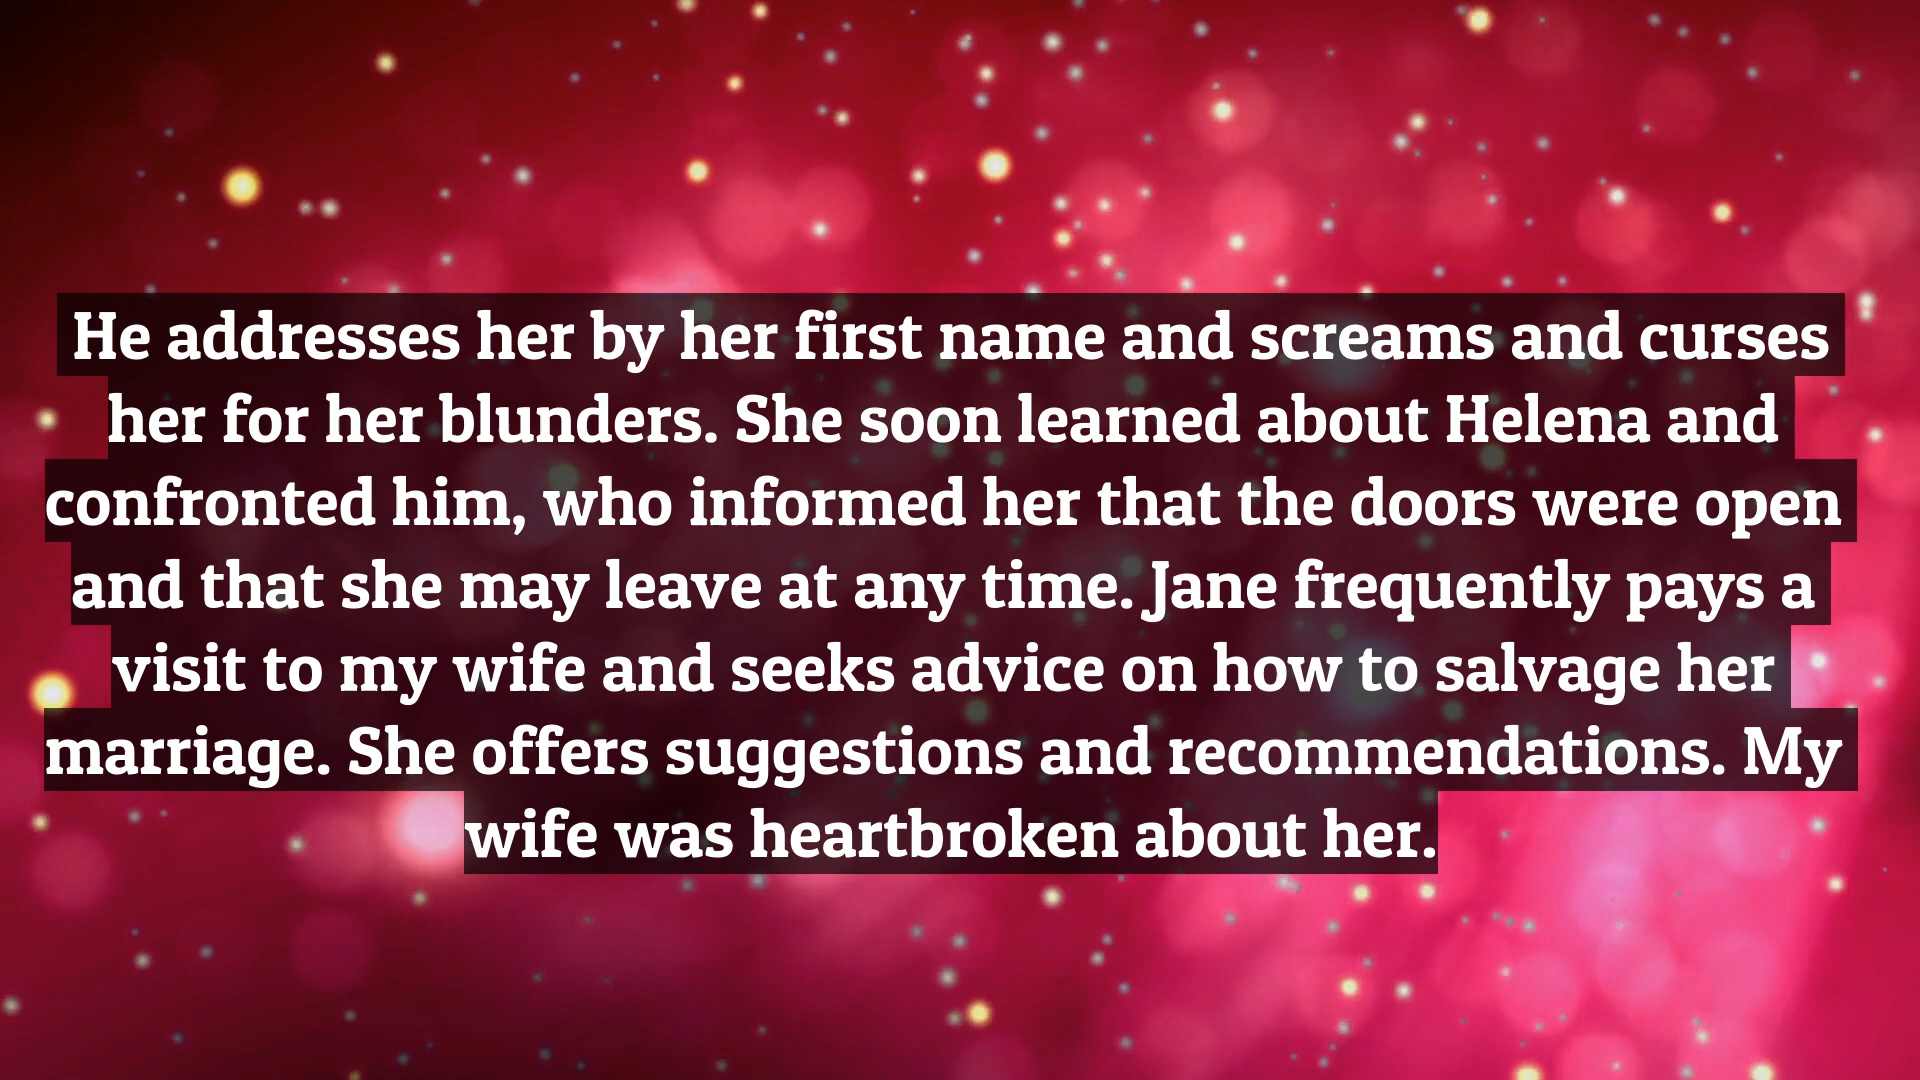 He addresses her by her first name and screams and curses
her for her blunders. She soon learned about Helena and
confronted him, who informed her that the doors were open
and that she may leave at any time. Jane frequently pays a
visit to my wife and seeks advice on how to salvage her
marriage. She offers suggestions and recommendations. My
wife was heartbroken about her.